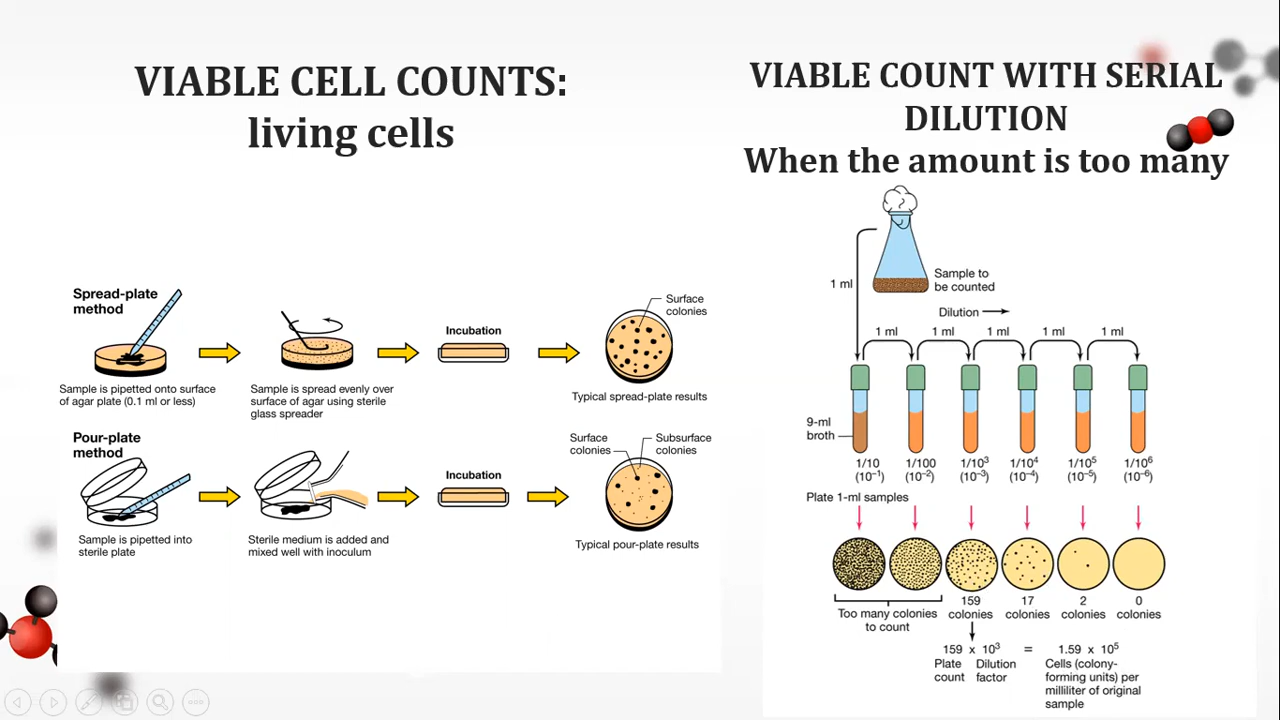 VIABLE CELL COUNTS:
living cells
Spread-plate
method
Sample is pipetted onto surface
of agar plate (0.1 ml or less)
Sample is spread evenly over
surface of agar using sterile
glass spreader
Incubation
Surface
colonies
Typical spread-plate results
Pour-plate
method
Sample is pipetted into
sterile plate
Sterile medium is added and
mixed well with inoculum
Incubation
Surface
colonies
Subsurface
colonies
Typical pour-plate results
VIABLE COUNT WITH SERIAL
DILUTION
When the amount is too many
1 ml
Sample to
be counted
Dilution
1 ml 1 ml 1 ml 1 ml 1 ml
9-ml
broth
1/10 1/100 1/10³ 1/10⁴ 1/10⁵ 1/10⁶
(10⁻¹) (10⁻²) (10⁻³) (10⁻⁴) (10⁻⁵) (10⁻⁶)
Plate 1-ml samples
Too many colonies
to count
159
colonies
17
colonies
2
colonies
0
colonies
159 x 10³ = 1.59 x 10⁵
Plate
count
Dilution
factor
Cells (colony-
forming units) per
milliliter of original
sample